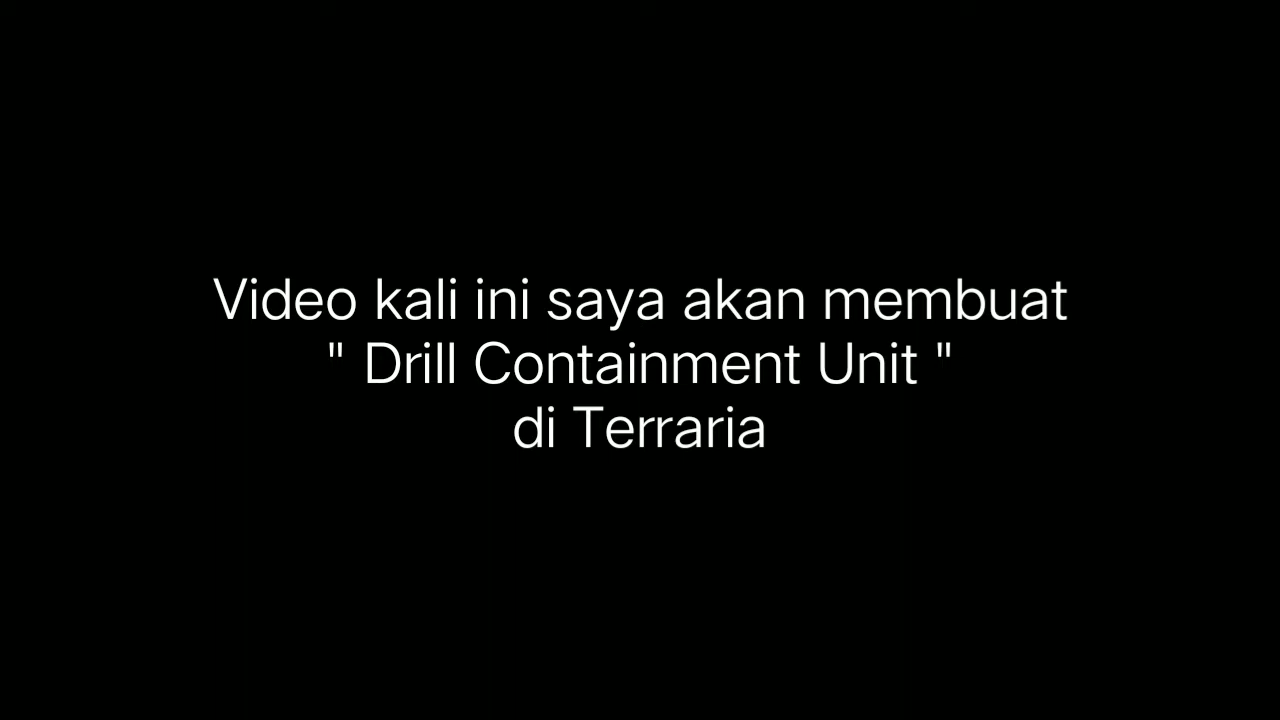 Video kali ini saya akan membuat
" Drill Containment Unit "
di Terraria